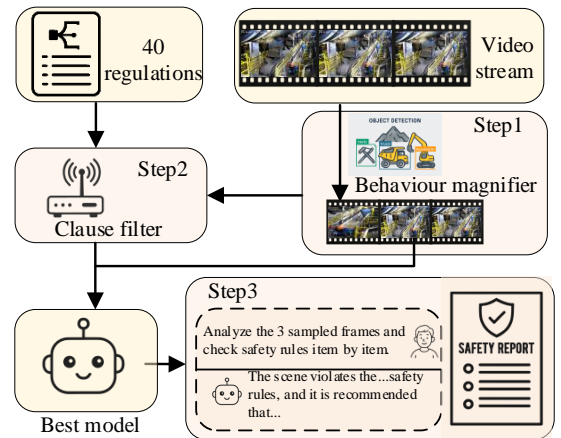 40
regulations
Video
stream
Step1
OBJECT DETECTION
Behaviour magnifier
Step2
Clause filter
Step3
Analyze the 3 sampled frames and
check safety rules item by item.
The scene violates the...safety
rules, and it is recommended
that...
SAFETY REPORT
Best model